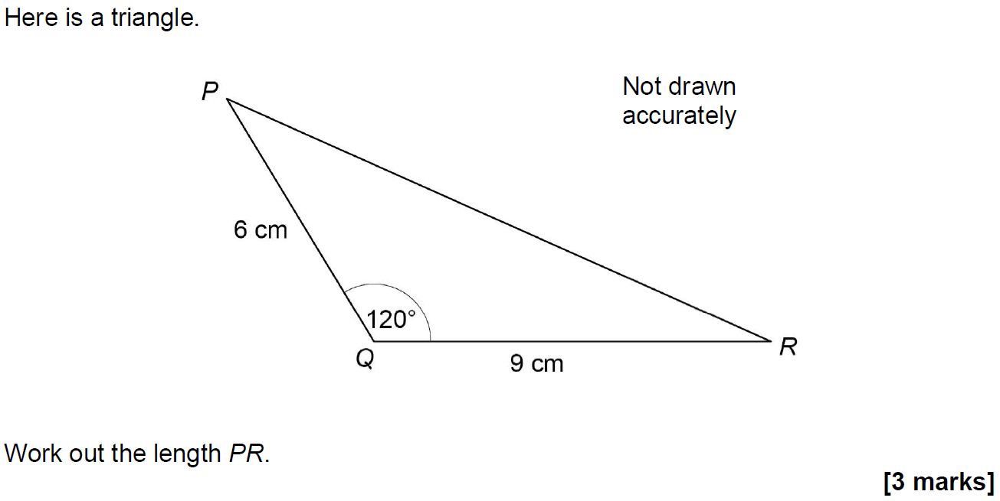 Here is a triangle.
P
Not drawn
accurately
6 cm
120°
Q
9 cm
R
Work out the length PR.
[3 marks]